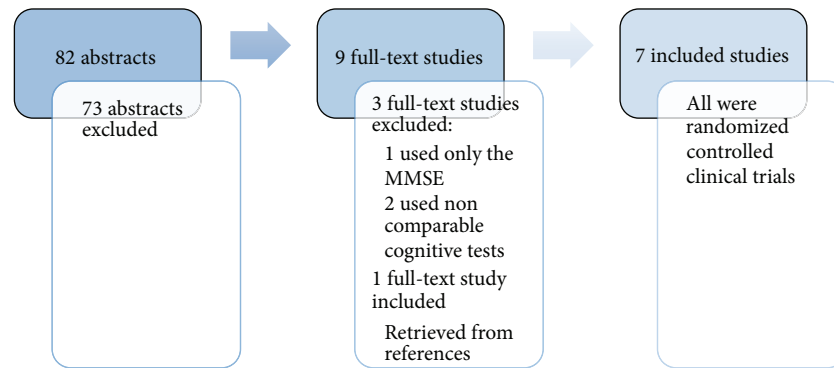 82 abstracts
73 abstracts
excluded
9 full-text studies
3 full-text studies
excluded:
1 used only the
MMSE
2 used non
comparable
cognitive tests
1 full-text study
included
Retrieved from
references
7 included studies
All were
randomized
controlled
clinical trials